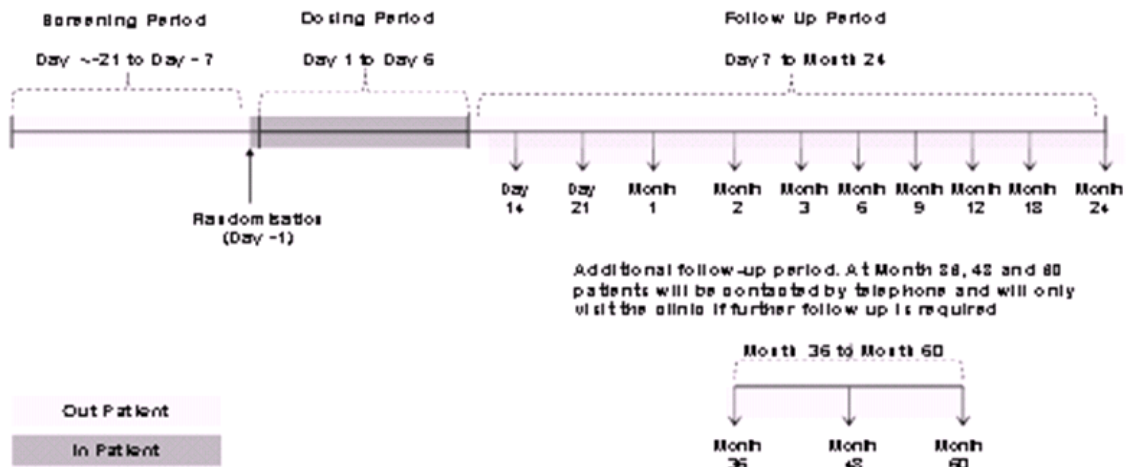 Screening Period
Day ~-21 to Day - 7
Dosing Period
Day 1 to Day 6
Follow Up Period
Day 7 to Month 24
Randomisation
(Day -1)
Day 14
Day 21
Month 1
Month 2
Month 3
Month 6
Month 9
Month 12
Month 18
Month 24
Additional follow-up period. At Month 36, 48 and 60
patients will be contacted by telephone and will only
visit the clinic if further follow up is required
Month 36 to Month 60
Month 36
Month 48
Month 60
Out Patient
In Patient